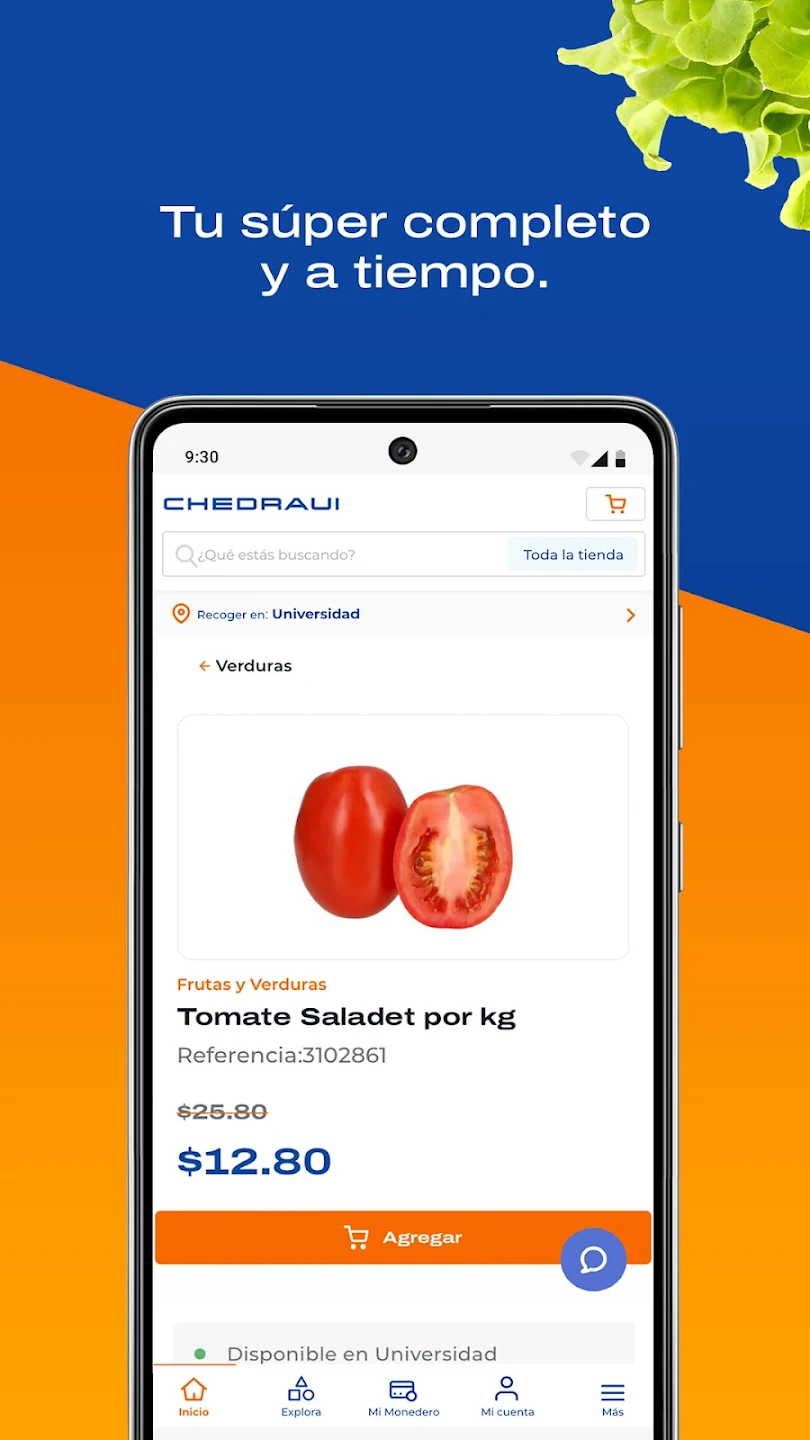 Tu súper completo
y a tiempo.
9:30
CHEDRAUI
¿Qué estás buscando?
Toda la tienda
Recoger en: Universidad
Verduras
Frutas y Verduras
Tomate Saladet por kg
Referencia:3102861
$25.80
$12.80
Agregar
Disponible en Universidad
Inicio
Explora
Mi Monedero
Mi cuenta
Más